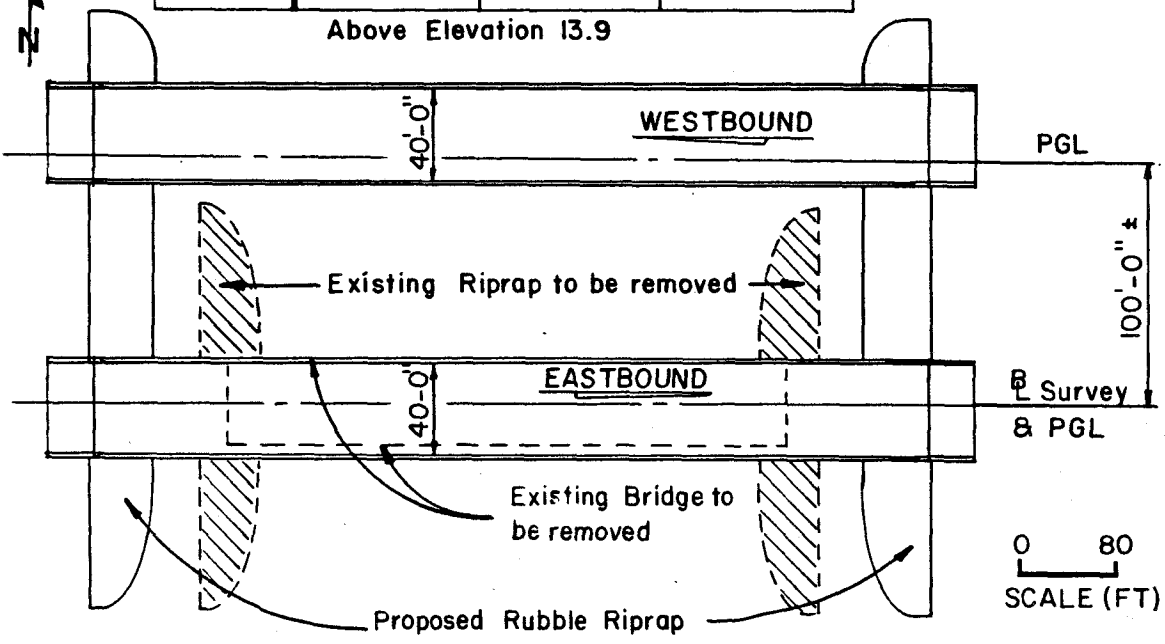 N
Above Elevation 13.9
40'-0"
WESTBOUND
PGL
Existing Riprap to be removed
100'-0" ±
40'-0"
EASTBOUND
BL Survey
& PGL
Existing Bridge to
be removed
0 80
SCALE (FT)
Proposed Rubble Riprap